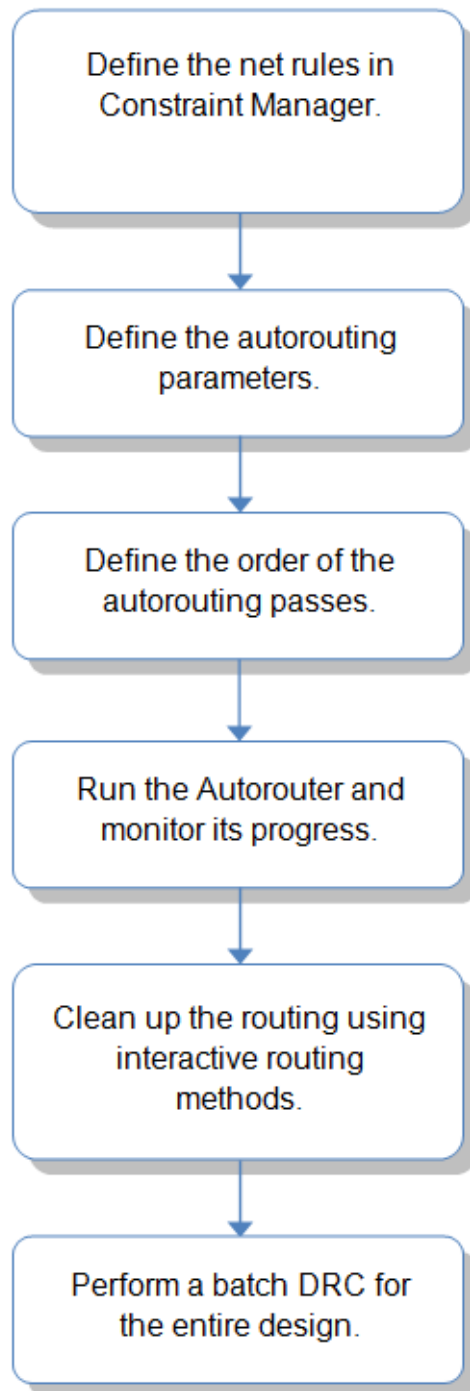 Define the net rules in
Constraint Manager.
Define the autorouting
parameters.
Define the order of the
autorouting passes.
Run the Autorouter and
monitor its progress.
Clean up the routing using
interactive routing
methods.
Perform a batch DRC for
the entire design.